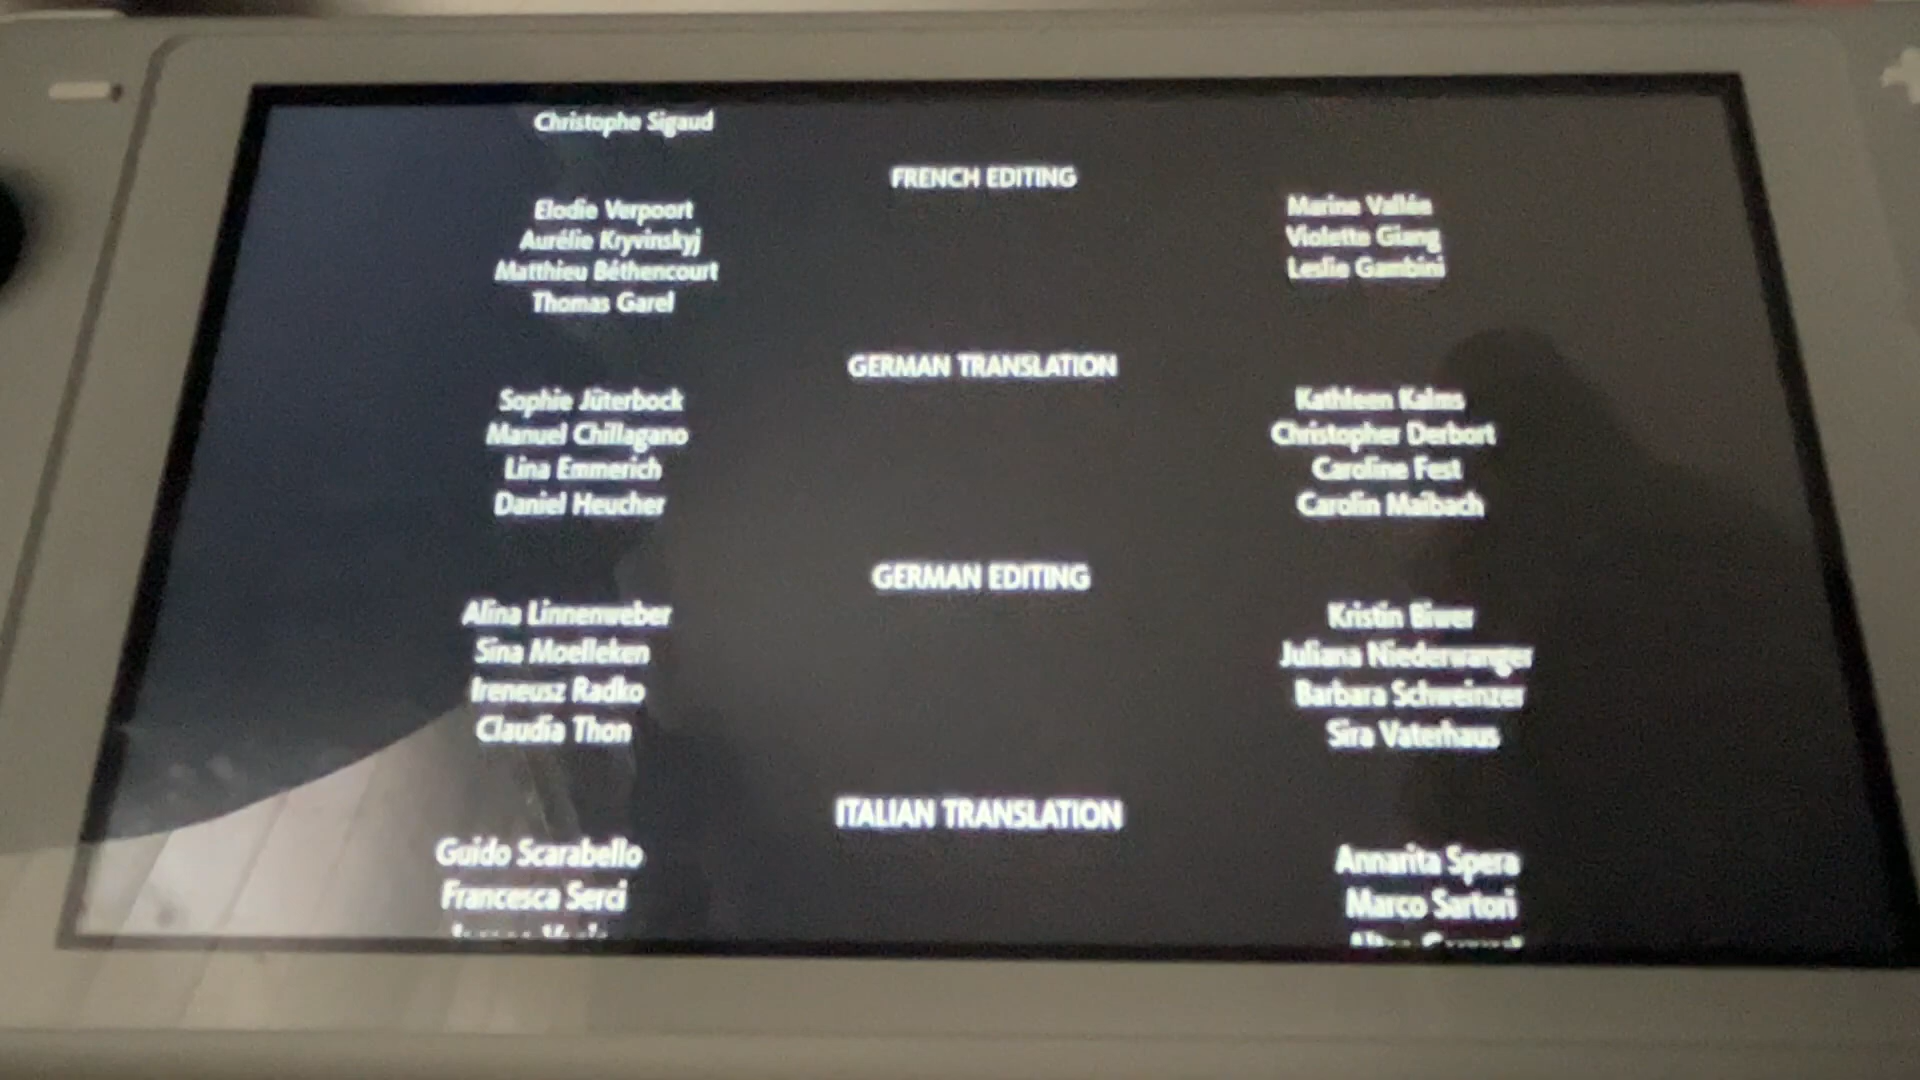 Christophe Sigaud
FRENCH EDITING
Elodie Verpoort Marine Vallée
Aurélie Kryvinskyj Violette Giang
Matthieu Béthencourt Leslie Gambini
Thomas Garel
GERMAN TRANSLATION
Sophie Jüterbock Kathleen Kalms
Manuel Chillagano Christopher Derbort
Lina Emmerich Caroline Fest
Daniel Heucher Carolin Maibach
GERMAN EDITING
Alina Linnenweber Kristin Biwer
Sina Moelleken Juliana Niederwanger
Ireneusz Radko Barbara Schweinzer
Claudia Thon Sira Vaterhaus
ITALIAN TRANSLATION
Guido Scarabello Annarita Spera
Francesca Serci Marco Sartori